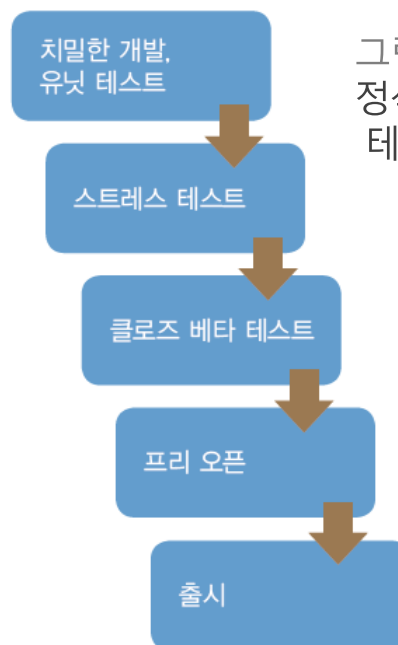 치밀한 개발,
유닛 테스트
스트레스 테스트
클로즈 베타 테스트
프리 오픈
출시